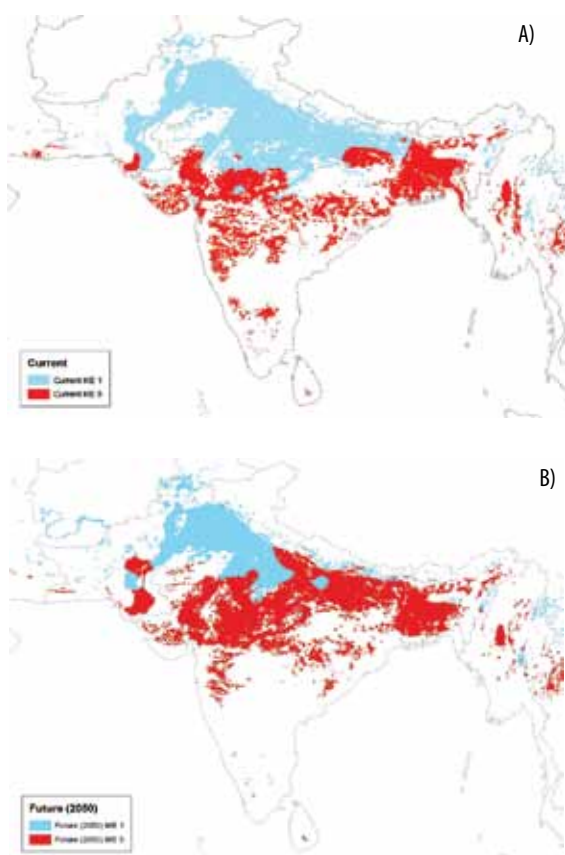 A)
Current
Current ME 1
Current ME 5
B)
Future (2050)
Future (2050) ME 1
Future (2050) ME 5